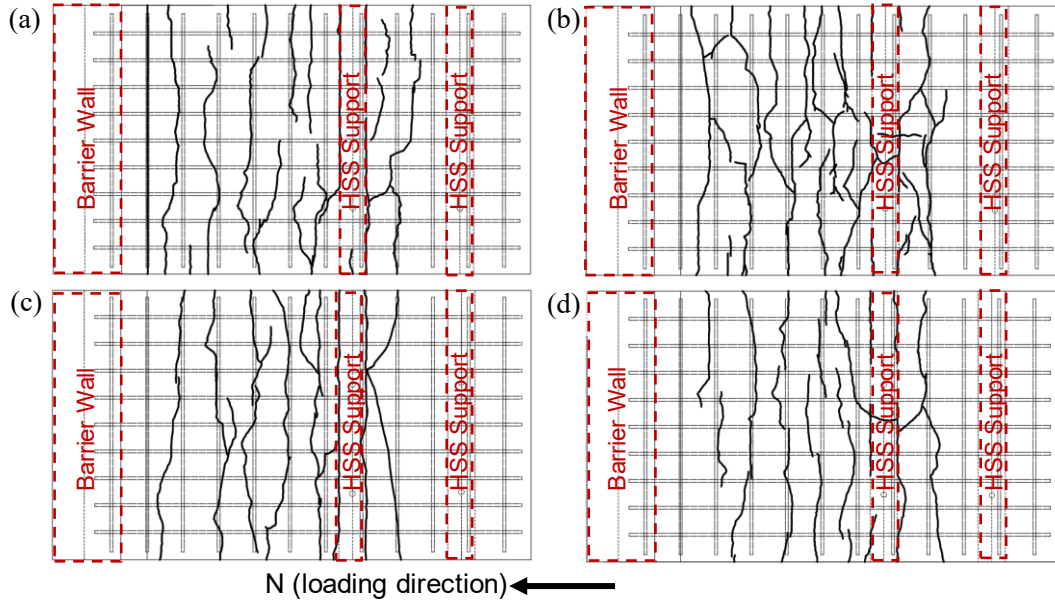 (a)
Barrier Wall
HSS Support
HSS Support
(b)
Barrier Wall
HSS Support
HSS Support
(c)
Barrier Wall
HSS Support
HSS Support
(d)
Barrier Wall
HSS Support
HSS Support
N (loading direction)